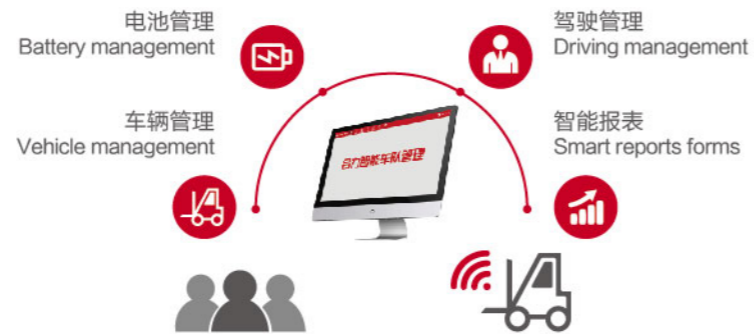 电池管理
Battery management
驾驶管理
Driving management
车辆管理
Vehicle management
智能报表
Smart reports forms
合力智能车队管理